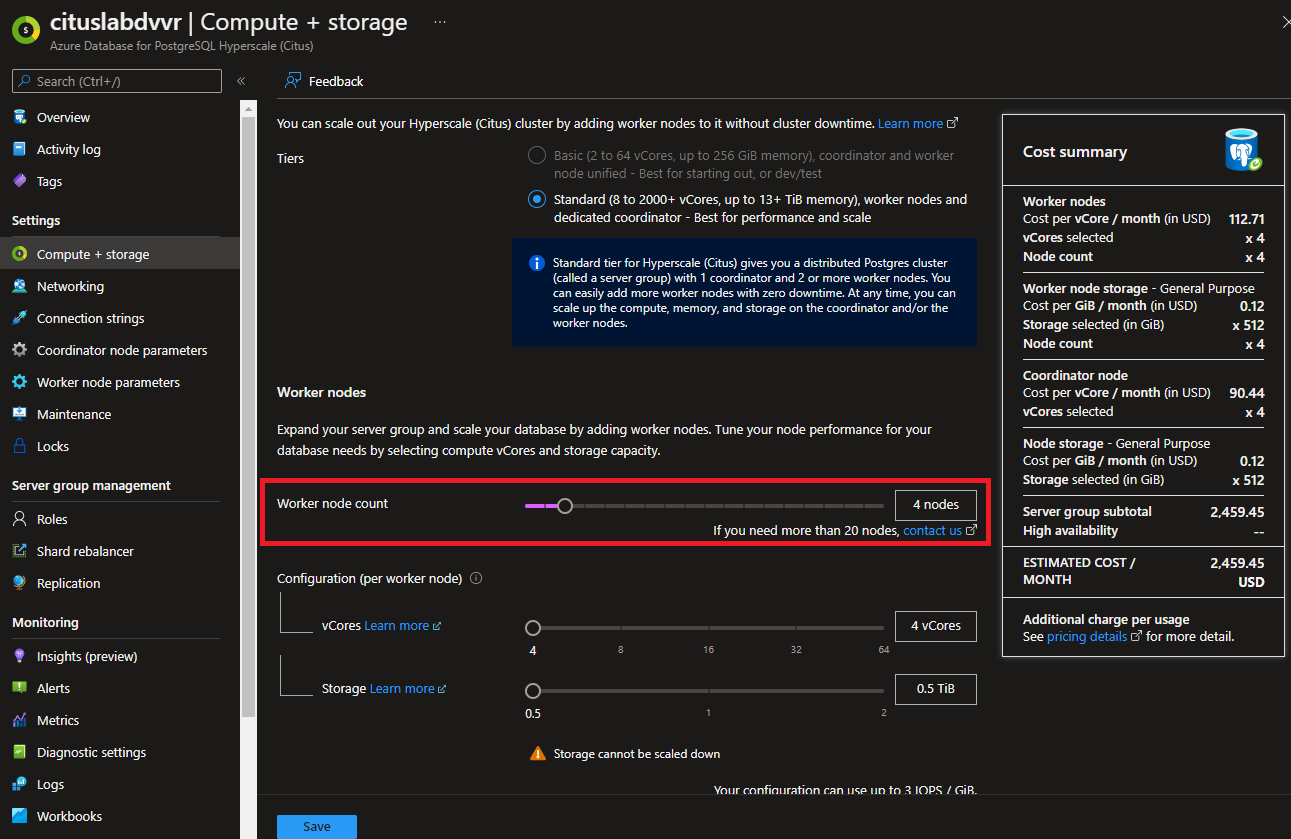 cituslabdvvr | Compute + storage ...
Azure Database for PostgreSQL Hyperscale (Citus)
Search (Ctrl+/)
«
Overview
Activity log
Tags
Settings
Compute + storage
Networking
Connection strings
Coordinator node parameters
Worker node parameters
Maintenance
Locks
Server group management
Roles
Shard rebalancer
Replication
Monitoring
Insights (preview)
Alerts
Metrics
Diagnostic settings
Logs
Workbooks
Feedback
You can scale out your Hyperscale (Citus) cluster by adding worker nodes to it without cluster downtime. Learn more
Tiers
Basic (2 to 64 vCores, up to 256 GiB memory), coordinator and worker
node unified - Best for starting out, or dev/test
Standard (8 to 2000+ vCores, up to 13+ TiB memory), worker nodes and
dedicated coordinator - Best for performance and scale
Standard tier for Hyperscale (Citus) gives you a distributed Postgres cluster
(called a server group) with 1 coordinator and 2 or more worker nodes. You
can easily add more worker nodes with zero downtime. At any time, you can
scale up the compute, memory, and storage on the coordinator and/or the
worker nodes.
Worker nodes
Expand your server group and scale your database by adding worker nodes. Tune your node performance for your
database needs by selecting compute vCores and storage capacity.
Worker node count
4 nodes
If you need more than 20 nodes, contact us
Configuration (per worker node)
vCores Learn more
4 vCores
4 8 16 32 64
Storage Learn more
0.5 TiB
0.5 1 2
Storage cannot be scaled down
Your configuration can use up to 3 IOPS / GiB.
Save
Cost summary
Worker nodes
Cost per vCore / month (in USD) 112.71
vCores selected x 4
Node count x 4
Worker node storage - General Purpose
Cost per GiB / month (in USD) 0.12
Storage selected (in GiB) x 512
Node count x 4
Coordinator node
Cost per vCore / month (in USD) 90.44
vCores selected x 4
Node storage - General Purpose
Cost per GiB / month (in USD) 0.12
Storage selected (in GiB) x 512
Server group subtotal 2,459.45
High availability --
ESTIMATED COST / 2,459.45
MONTH USD
Additional charge per usage
See pricing details for more detail.